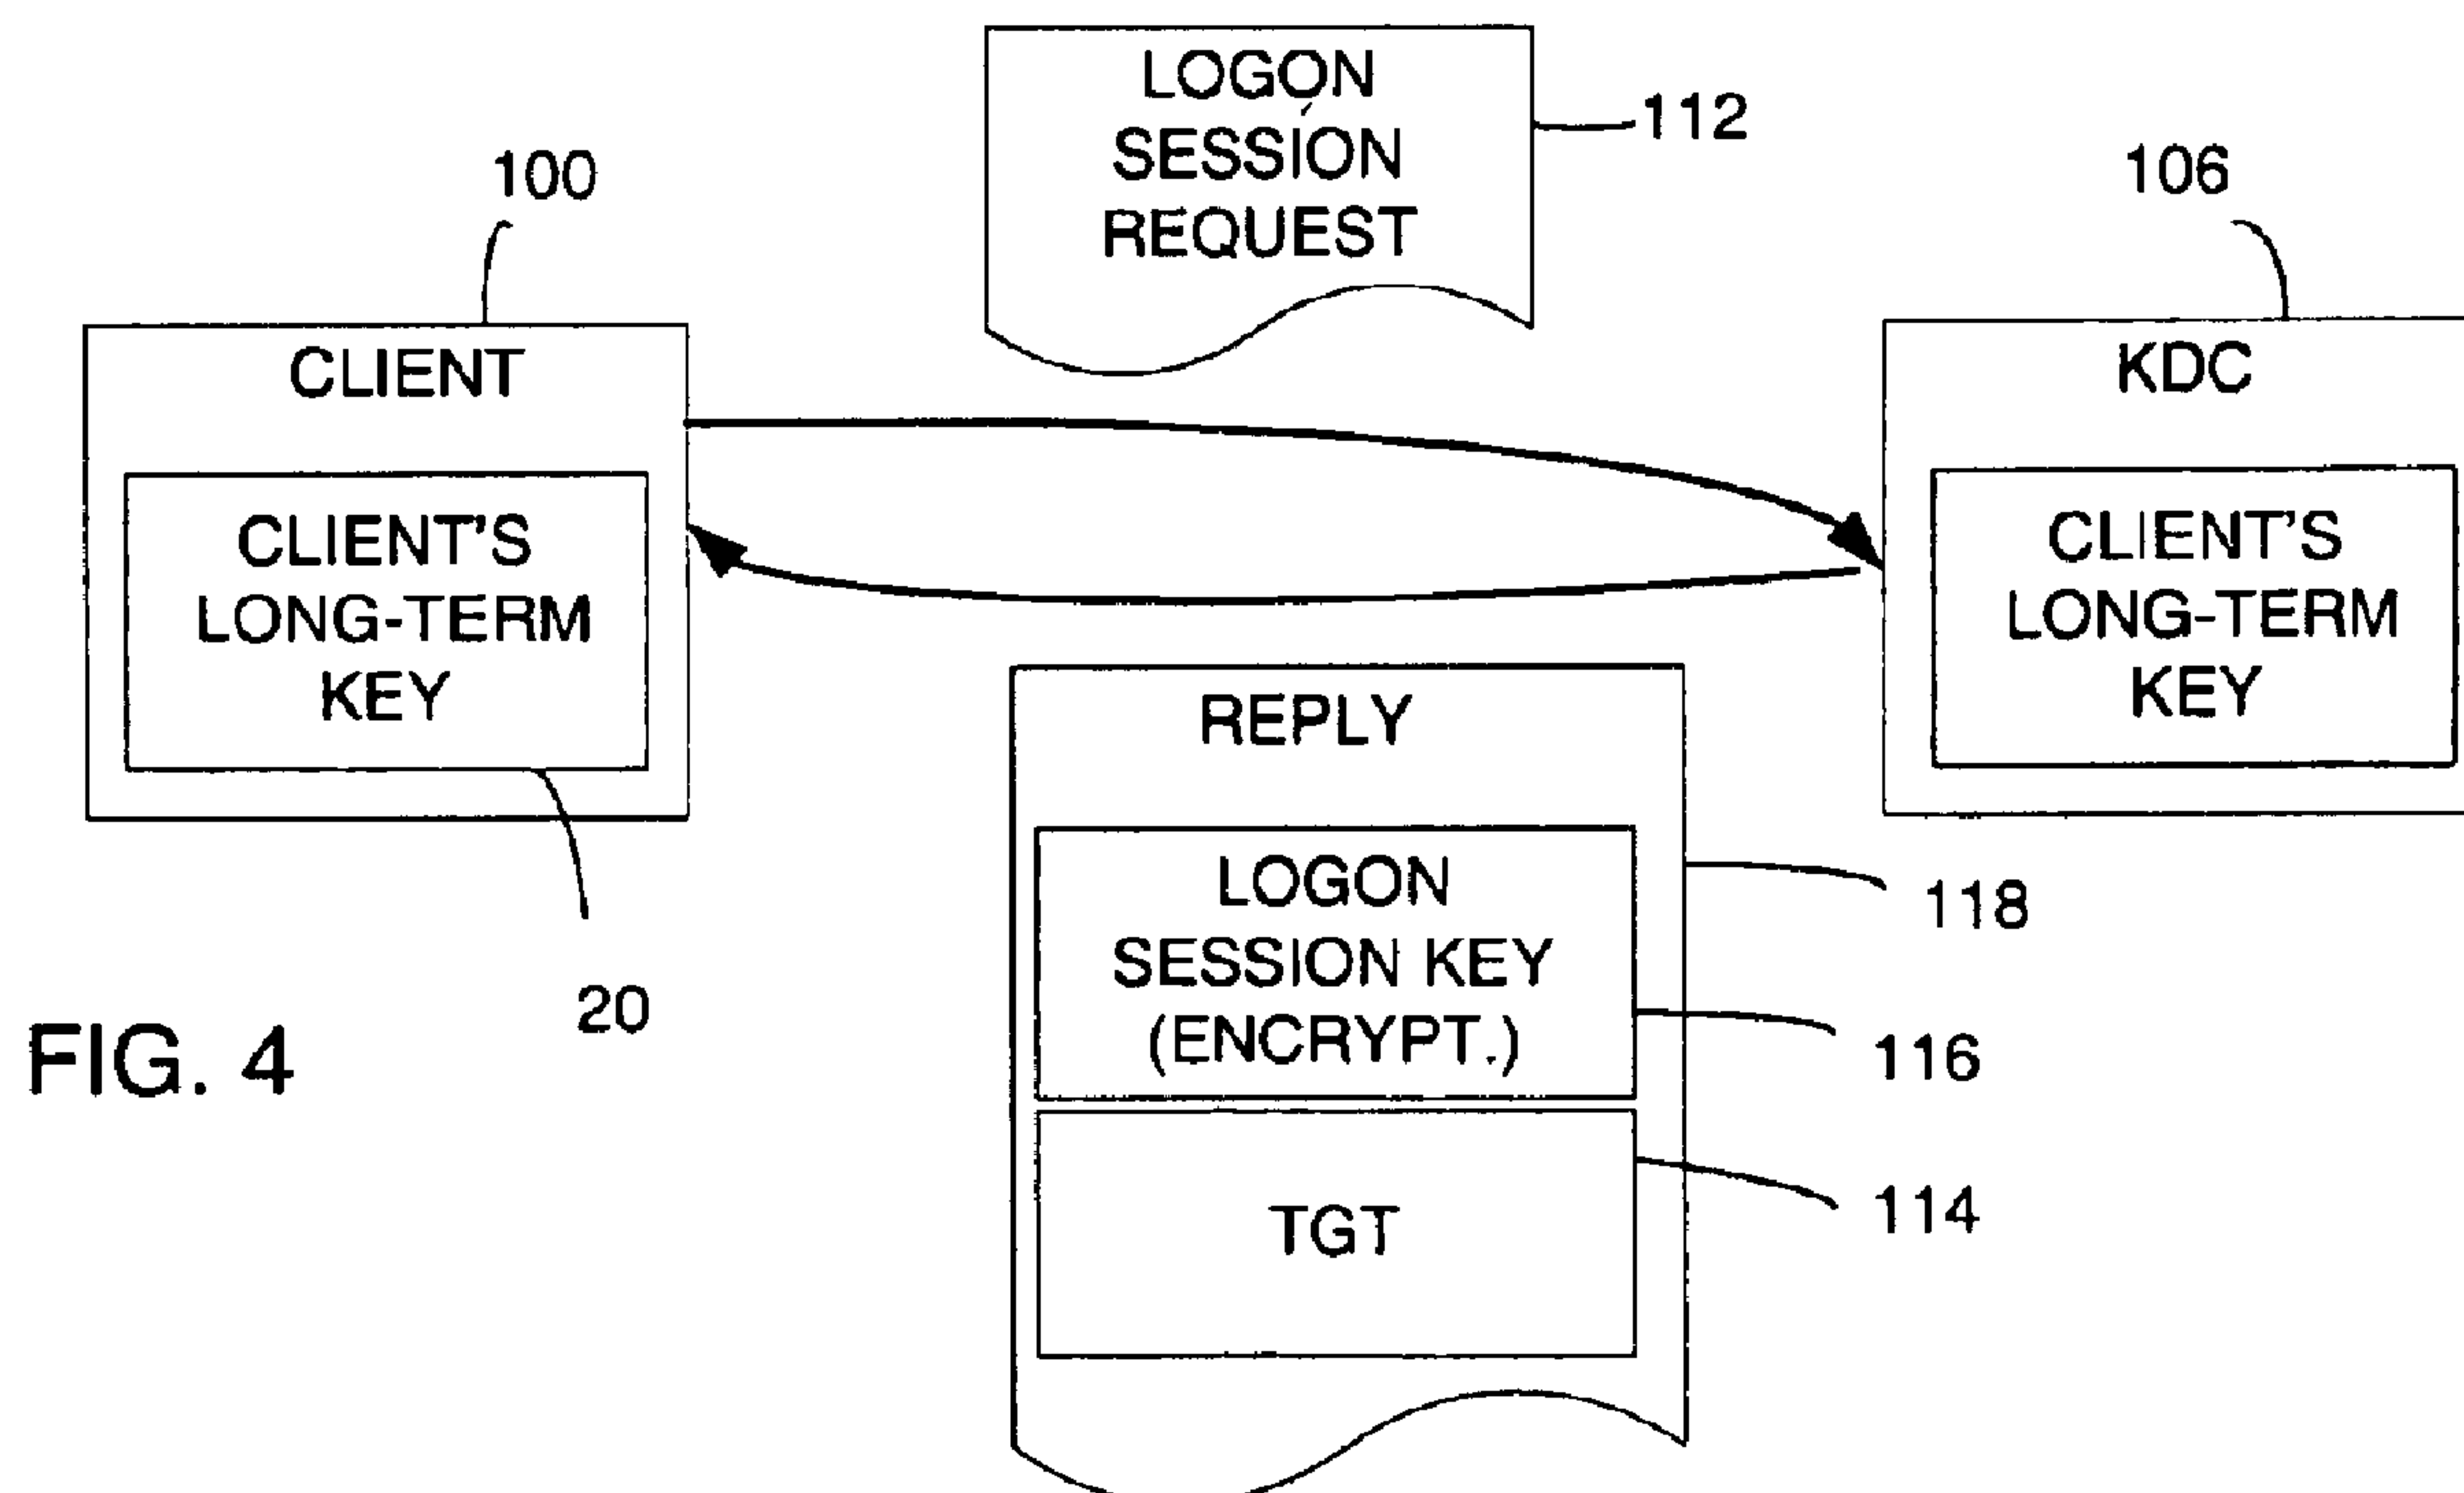 LOGON
SESSION
REQUEST
112
100
106
CLIENT
CLIENT'S
LONG-TERM
KEY
20
KDC
CLIENT'S
LONG-TERM
KEY
REPLY
LOGON
SESSION KEY
(ENCRYPT.)
TGT
118
116
114
FIG. 4